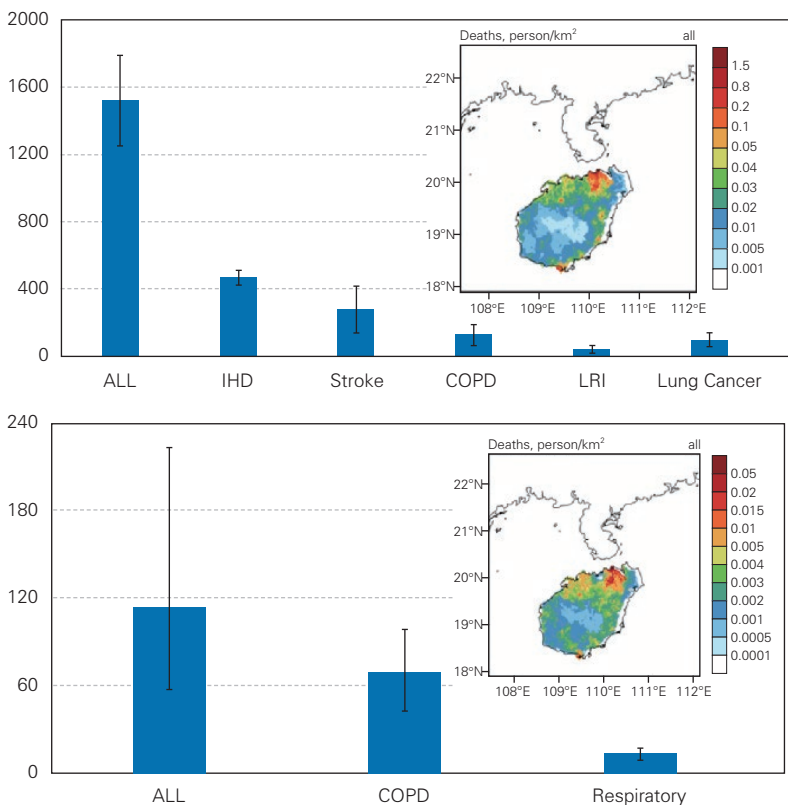 2000
1600
1200
800
400
0
Deaths, person/km² all
22°N
21°N
20°N
19°N
18°N
108°E 109°E 110°E 111°E 112°E
1.5
0.8
0.2
0.1
0.05
0.04
0.03
0.02
0.01
0.005
0.001
ALL IHD Stroke COPD LRI Lung Cancer
240
180
120
60
0
Deaths, person/km² all
22°N
21°N
20°N
19°N
18°N
108°E 109°E 110°E 111°E 112°E
0.05
0.02
0.015
0.01
0.005
0.004
0.003
0.002
0.001
0.0005
0.0001
ALL COPD Respiratory